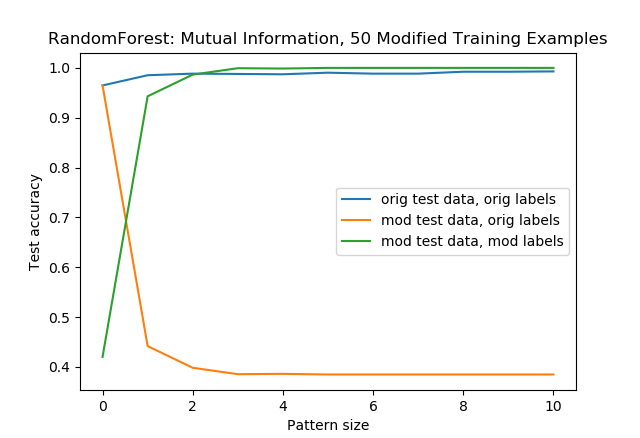 RandomForest: Mutual Information, 50 Modified Training Examples
1.0
0.9
0.8
0.7
0.6
0.5
0.4
Test accuracy
orig test data, orig labels
mod test data, orig labels
mod test data, mod labels
0 2 4 6 8 10
Pattern size